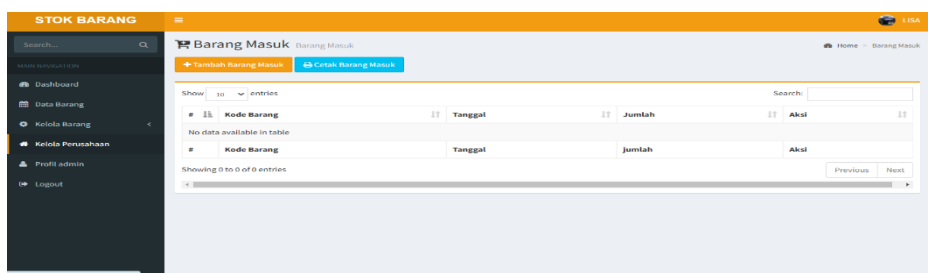 STOK BARANG
LISA
Search...
MAIN NAVIGATION
Dashboard
Data Barang
Kelola Barang
Kelola Perusahaan
Profil admin
Logout
Barang Masuk Barang Masuk
Home > Barang Masuk
+ Tambah Barang Masuk Cetak Barang Masuk
Show 10 entries Search:
# Kode Barang Tanggal Jumlah Aksi
No data available in table
# Kode Barang Tanggal jumlah Aksi
Showing 0 to 0 of 0 entries
Previous Next